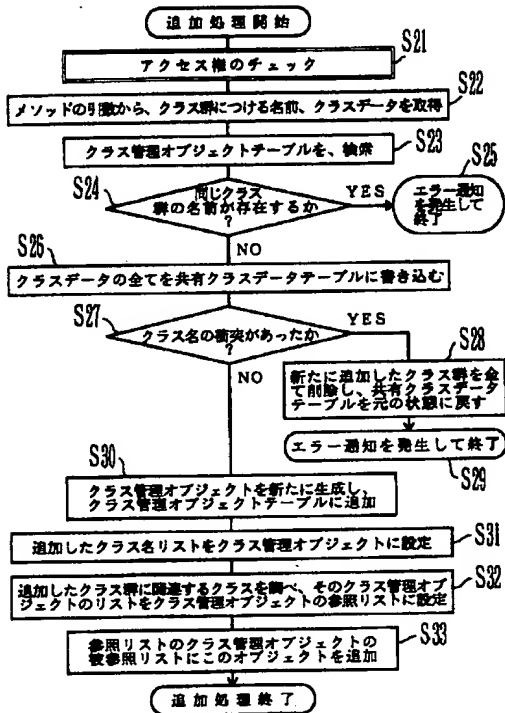 追加処理開始
S21
アクセス権のチェック
S22
メソッドの引数から、クラス群につける名前、クラスデータを取得
S23
クラス管理オブジェクトテーブルを、検索
S24
同じクラス
群の名前が存在するか
?
YES
S25
エラー通知
を発生して
終了
NO
S26
クラスデータの全てを共有クラスデータテーブルに書き込む
S27
クラス名の衝突があったか
?
YES
S28
新たに追加したクラス群を全
て削除し、共有クラスデータ
テーブルを元の状態に戻す
NO
エラー通知を発生して終了
S29
S30
クラス管理オブジェクトを新たに生成し、
クラス管理オブジェクトテーブルに追加
S31
追加したクラス名リストをクラス管理オブジェクトに設定
S32
追加したクラス群に関連するクラスを調べ、そのクラス管理オブ
ジェクトのリストをクラス管理オブジェクトの参照リストに設定
S33
参照リストのクラス管理オブジェクトの
被参照リストにこのオブジェクトを追加
追加処理終了